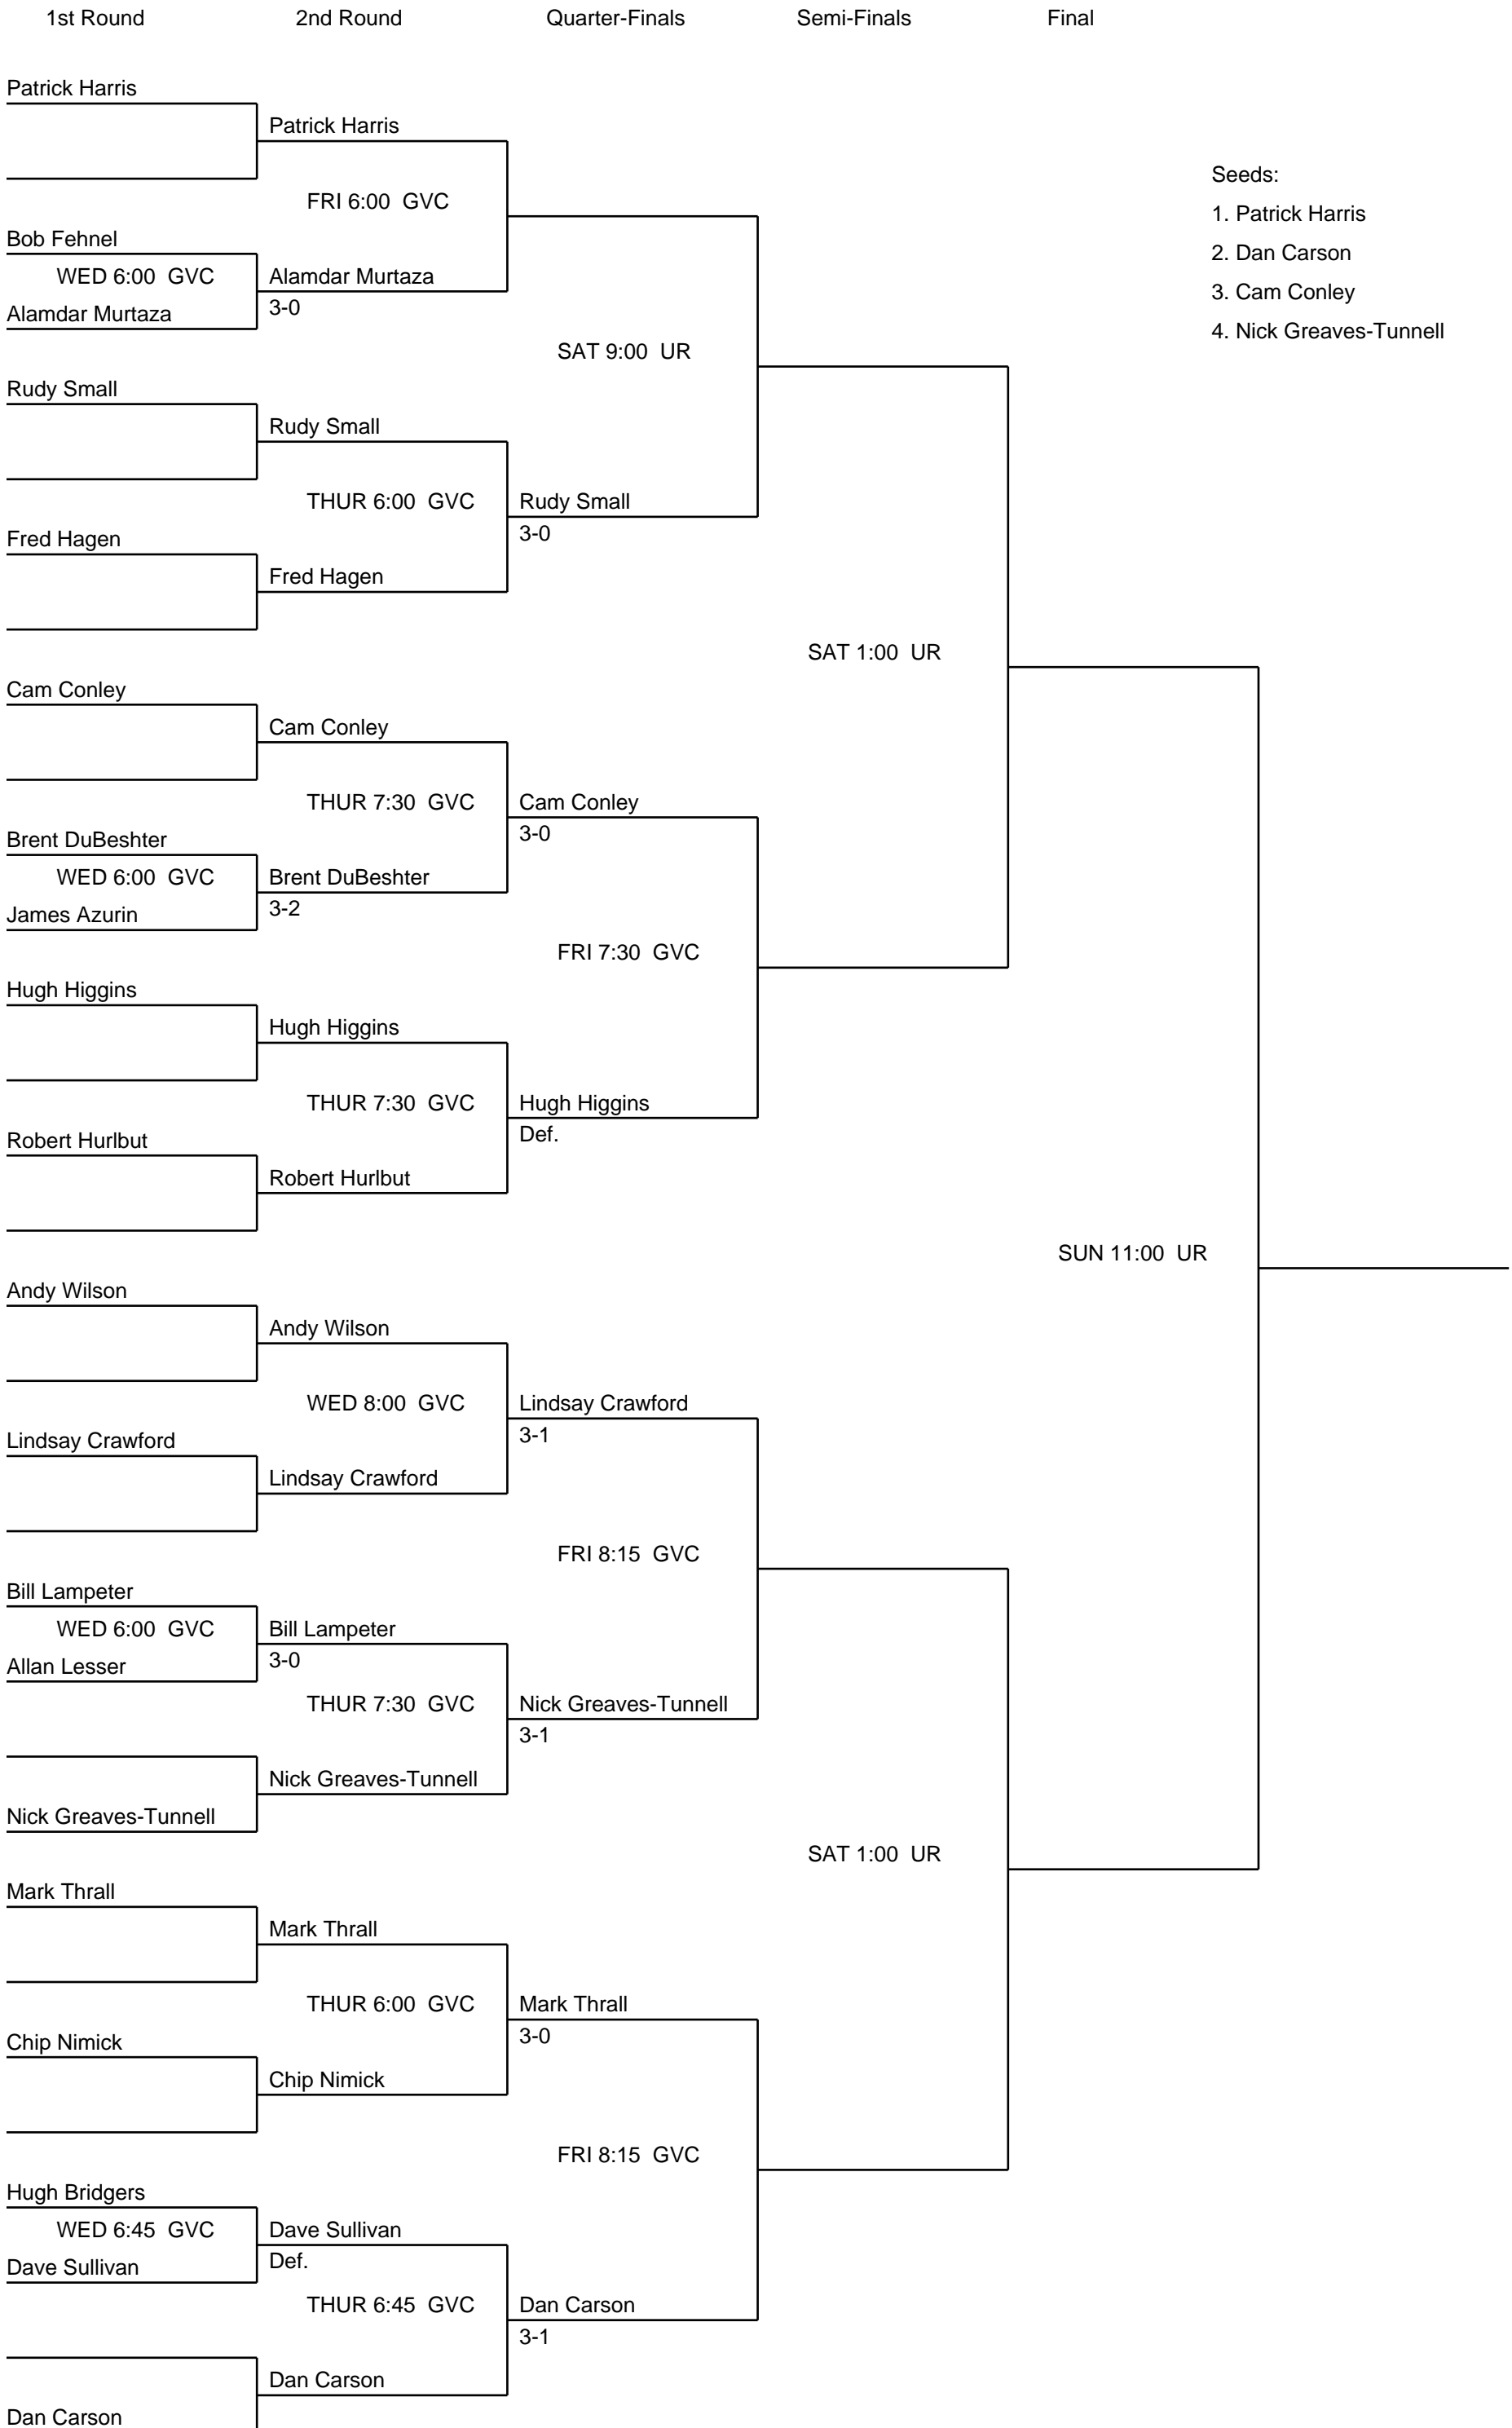 1st Round 2nd Round Quarter-Finals Semi-Finals Final
Patrick Harris
Patrick Harris
Seeds:
FRI 6:00 GVC
1. Patrick Harris
Bob Fehnel
2. Dan Carson
WED 6:00 GVC
Alamdar Murtaza
3. Cam Conley
Alamdar Murtaza
3-0
4. Nick Greaves-Tunnell
SAT 9:00 UR
Rudy Small
Rudy Small
THUR 6:00 GVC
Rudy Small
3-0
Fred Hagen
Fred Hagen
SAT 1:00 UR
Cam Conley
Cam Conley
THUR 7:30 GVC
Cam Conley
3-0
Brent DuBeshter
WED 6:00 GVC
Brent DuBeshter
3-2
James Azurin
FRI 7:30 GVC
Hugh Higgins
Hugh Higgins
THUR 7:30 GVC
Hugh Higgins
Def.
Robert Hurlbut
Robert Hurlbut
SUN 11:00 UR
Andy Wilson
Andy Wilson
WED 8:00 GVC
Lindsay Crawford
3-1
Lindsay Crawford
Lindsay Crawford
FRI 8:15 GVC
Bill Lampeter
WED 6:00 GVC
Bill Lampeter
3-0
Allan Lesser
THUR 7:30 GVC
Nick Greaves-Tunnell
3-1
Nick Greaves-Tunnell
Nick Greaves-Tunnell
SAT 1:00 UR
Mark Thrall
Mark Thrall
THUR 6:00 GVC
Mark Thrall
3-0
Chip Nimick
Chip Nimick
FRI 8:15 GVC
Hugh Bridgers
WED 6:45 GVC
Dave Sullivan
Def.
Dave Sullivan
THUR 6:45 GVC
Dan Carson
3-1
Dan Carson
Dan Carson